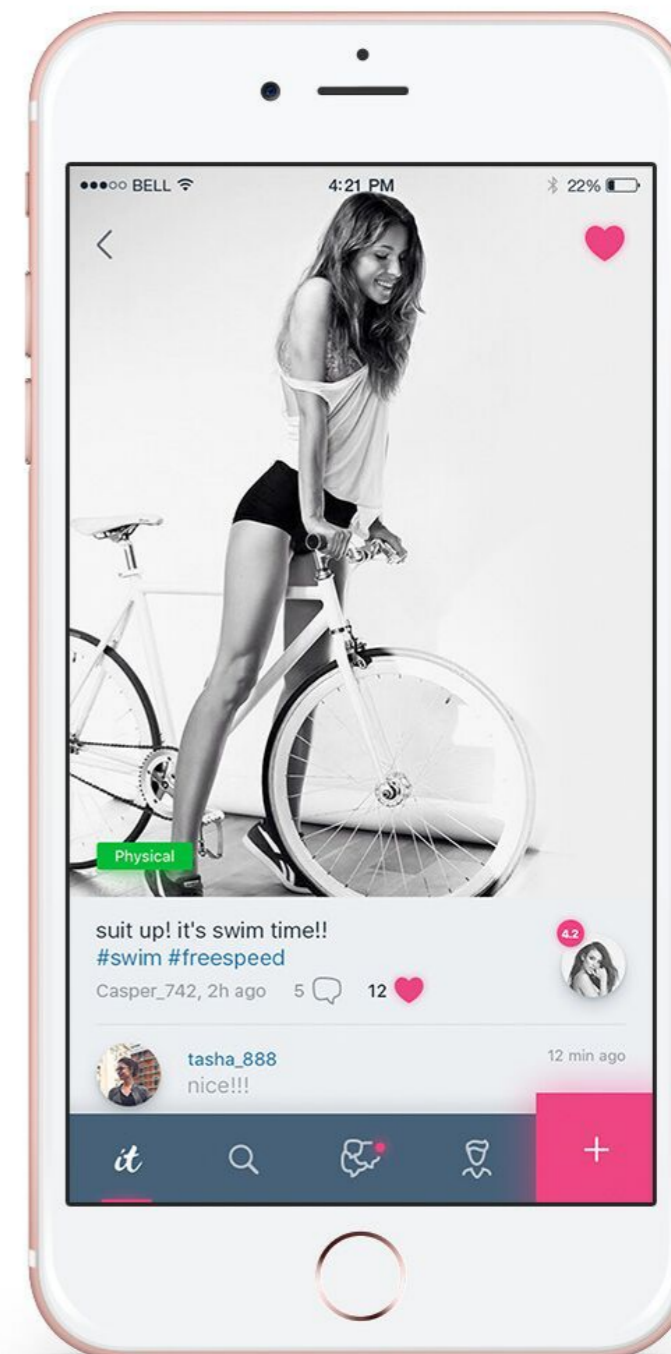 BELL 4:21 PM 22%
Physical
suit up! it's swim time!!
#swim #freespeed
Casper_742, 2h ago 5 12
4.2
tasha_888 12 min ago
nice!!!
it
+